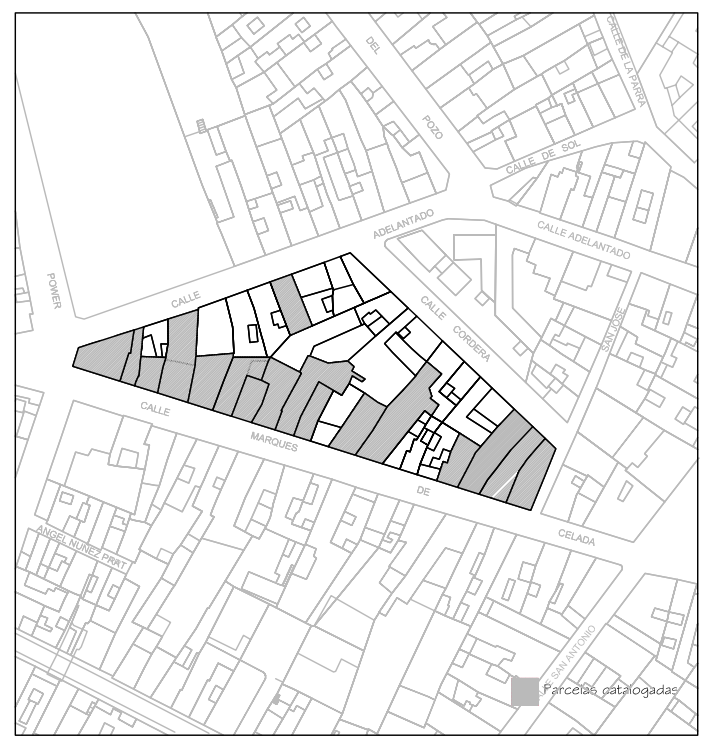 CALLE DE LA PARRA
DEL
POZO
CALLE DE SOL
ADELANTADO
CALLE ADELANTADO
POWER
CALLE
CALLE CORDERA
SAN JOSE
CALLE
MARQUES
DE
CELADA
ANGEL NUÑEZ PRAT
SAN ANTONIO
Parcelas catalogadas